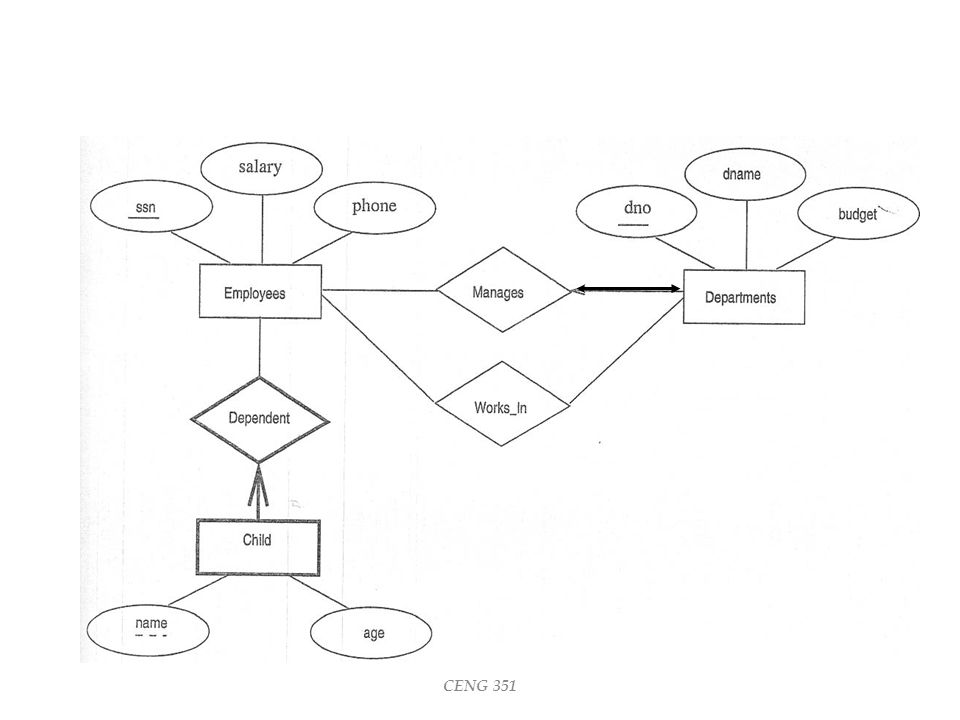 salary
ssn
phone
Employees
dname
dno
budget
Manages
Departments
Dependent
Works_In
Child
name
age
CENG 351